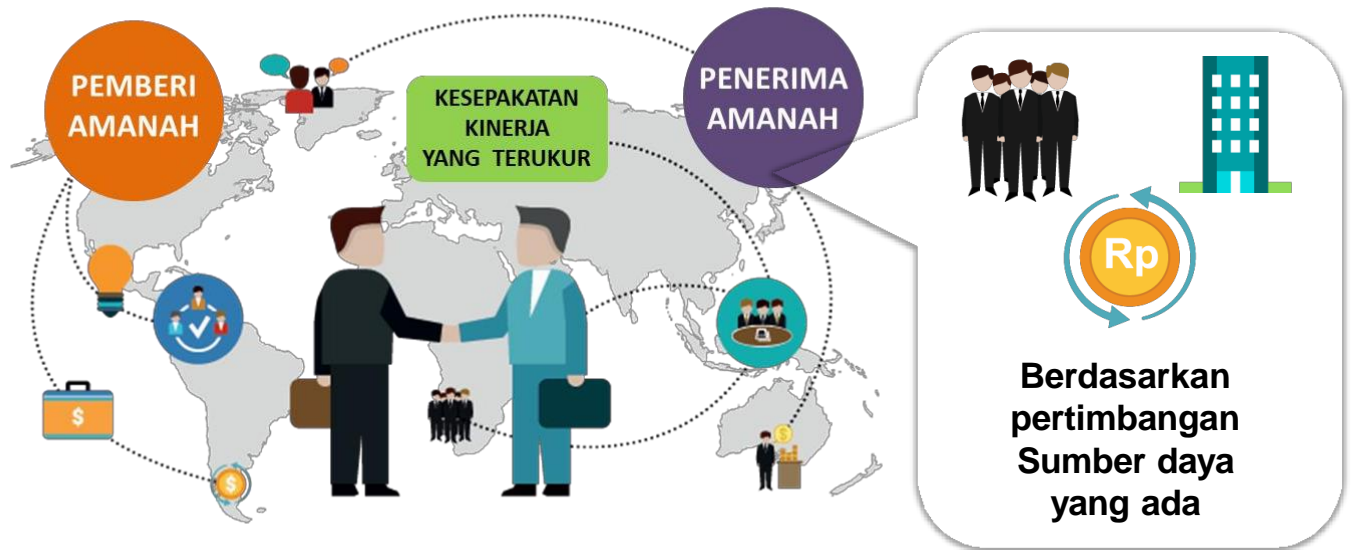 PEMBERI
AMANAH
KESEPAKATAN
KINERJA
YANG TERUKUR
PENERIMA
AMANAH
Rp
Berdasarkan
pertimbangan
Sumber daya
yang ada
$
$
$